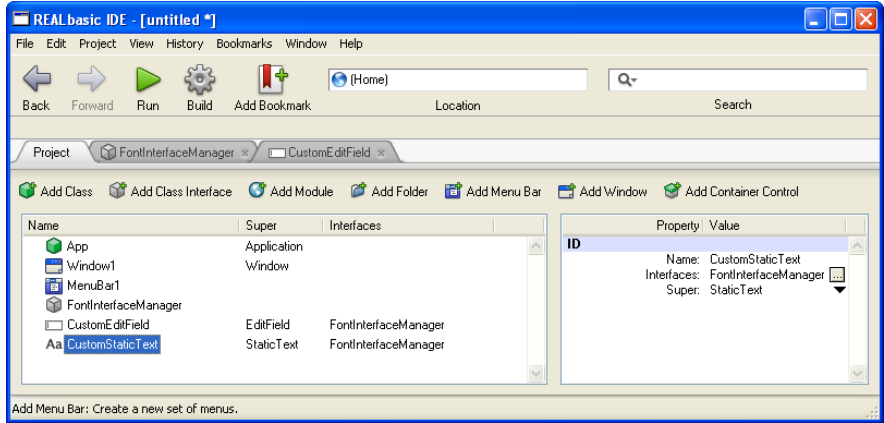 REALbasic IDE - [untitled *]
File Edit Project View History Bookmarks Window Help
(Home)
Back Forward Run Build Add Bookmark Location Search
Project FontInterfaceManager CustomEditField
Add Class Add Class Interface Add Module Add Folder Add Menu Bar Add Window Add Container Control
Name Super Interfaces
App Application
Window1 Window
MenuBar1
FontInterfaceManager
CustomEditField EditField FontInterfaceManager
Aa CustomStaticText StaticText FontInterfaceManager
Property Value
ID
Name: CustomStaticText
Interfaces: FontInterfaceManager ...
Super: StaticText
Add Menu Bar: Create a new set of menus.